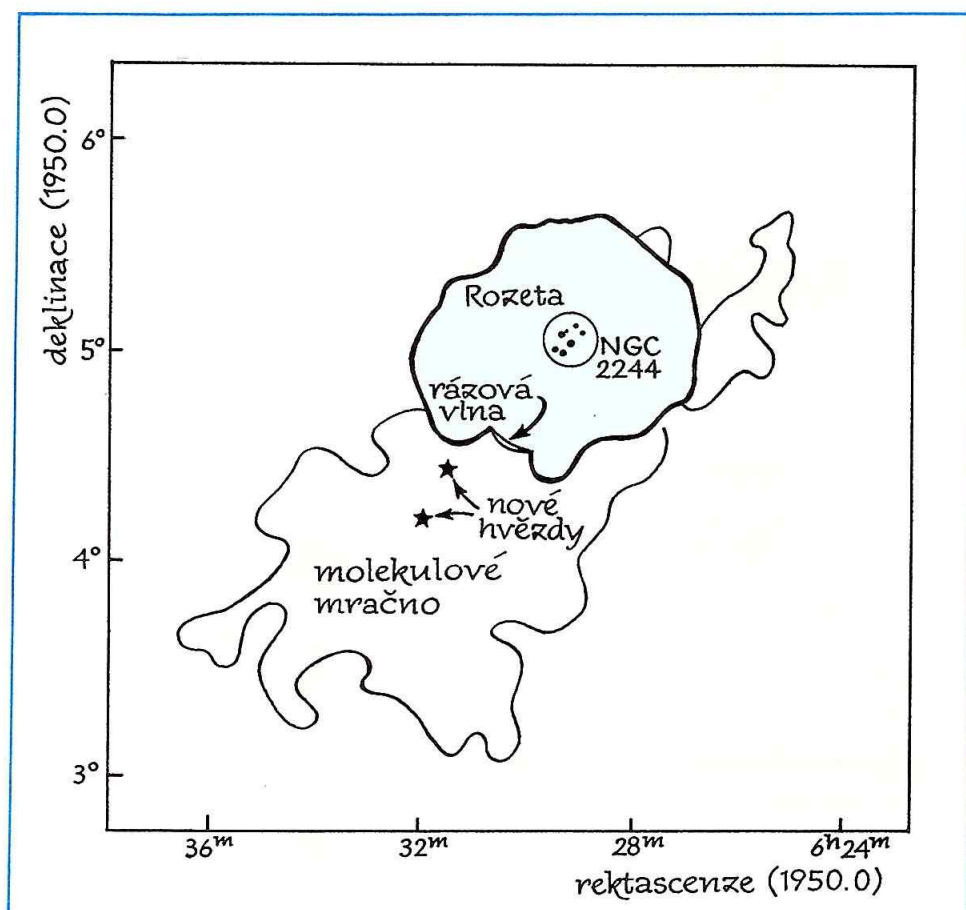 deklinace (1950.0)
6°
5°
4°
3°
Rozeta
NGC
2244
rázová
vlna
nové
hvězdy
molekulové
mračno
36ᵐ
32ᵐ
28ᵐ
6ʰ24ᵐ
rektascenze (1950.0)